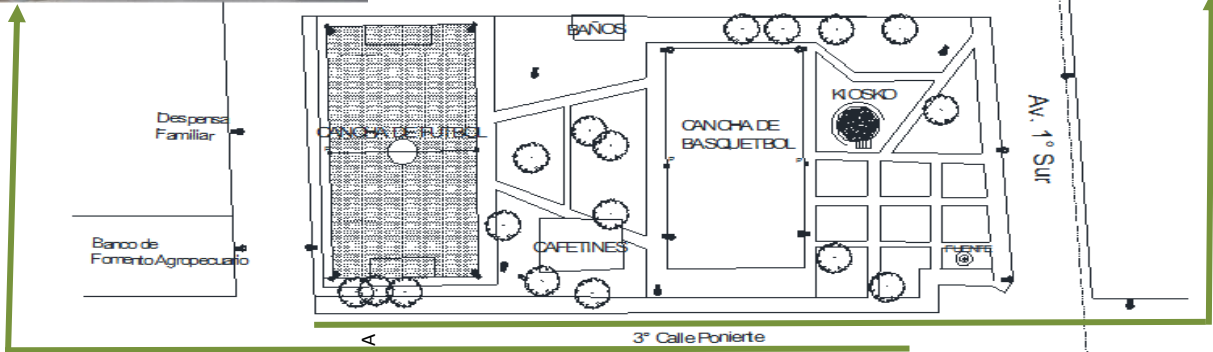 BAÑOS
Despensa
Familiar
CANCHA DE FUTBOL
CANCHA DE
BASQUETBOL
KIOSKO
Av. 1° Sur
Banco de
Fomento Agropecuario
CAFETINES
FUENTE
3° Calle Poniente
A